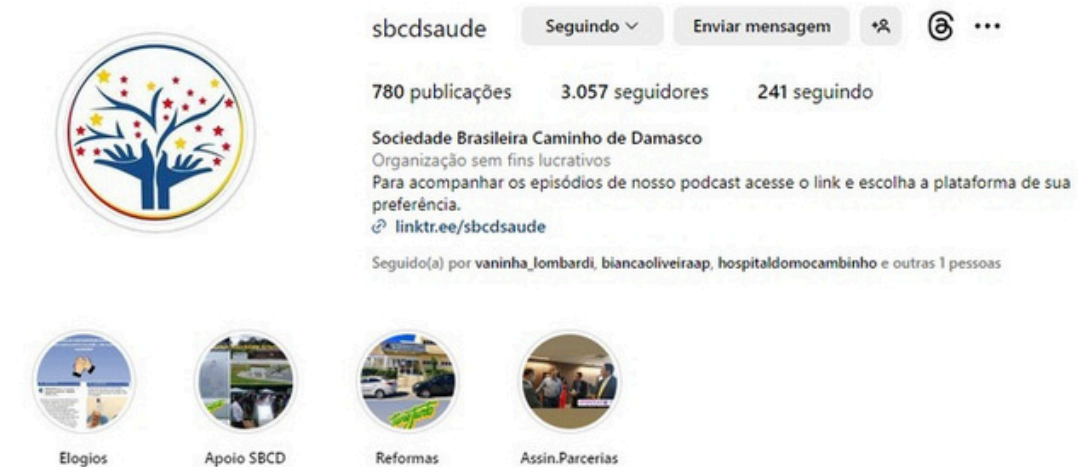 sbcdsaude Seguindo Enviar mensagem
780 publicações 3.057 seguidores 241 seguindo
Sociedade Brasileira Caminho de Damasco
Organização sem fins lucrativos
Para acompanhar os episódios de nosso podcast acesse o link e escolha a plataforma de sua
preferência.
linktr.ee/sbcdsaude
Seguido(a) por vaninha_lombardi, biancaoliveiraap, hospitaldomocambinho e outras 1 pessoas
Elogios Apoio SBCD Reformas Assin.Parcerias